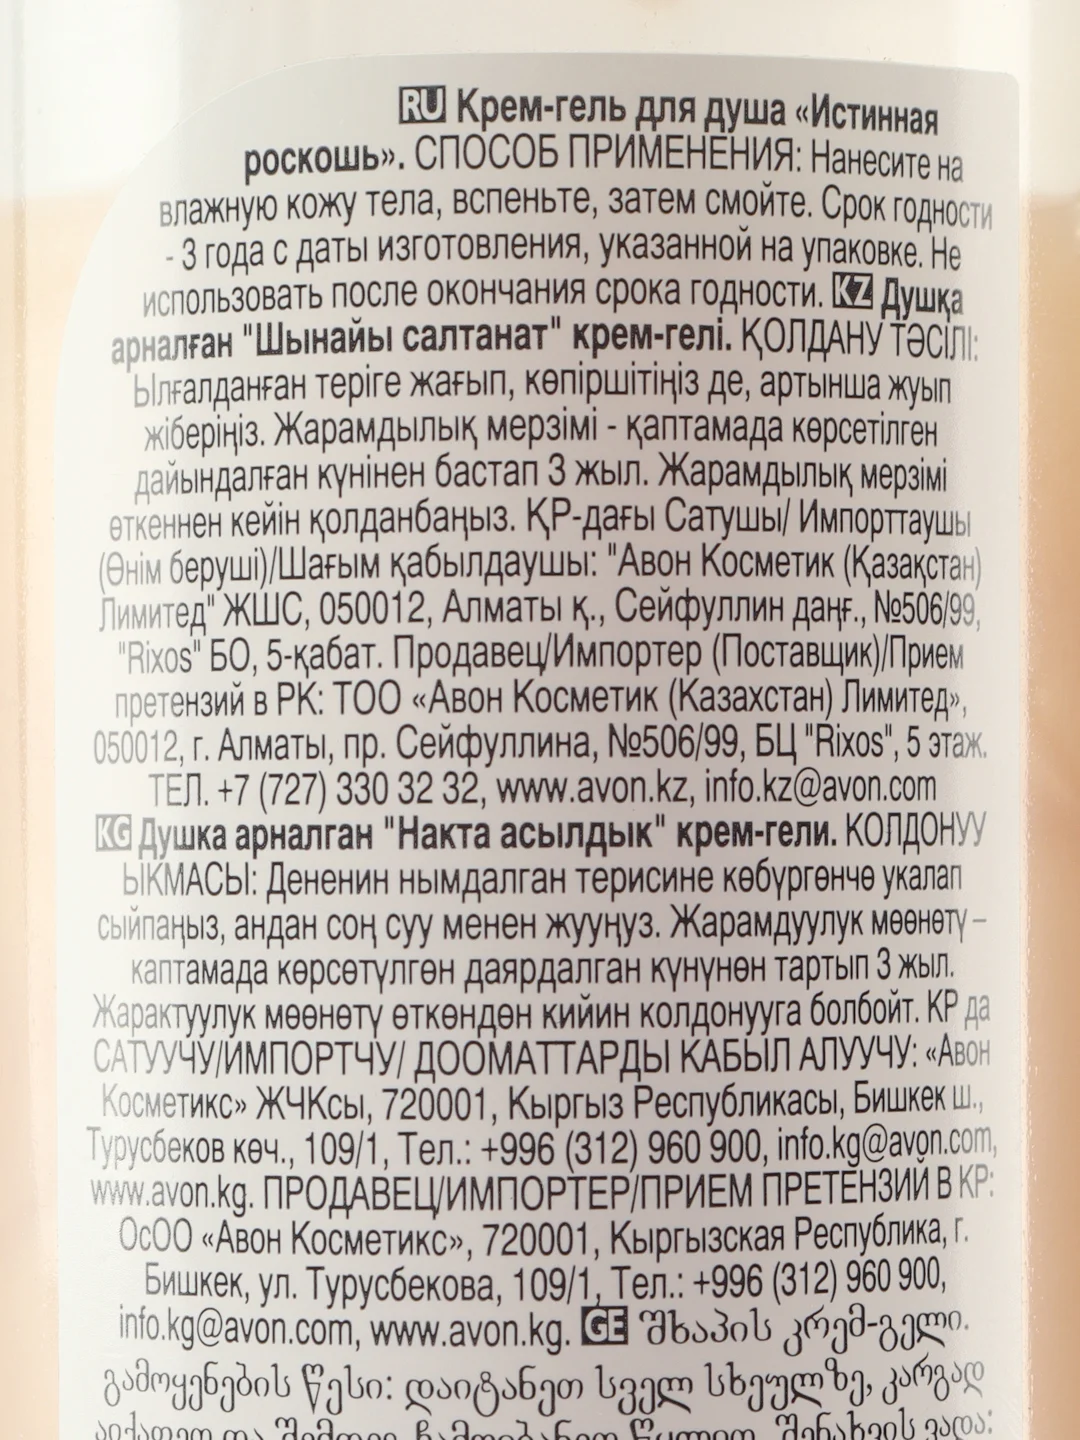 RU Крем-гель для душа «Истинная
роскошь». СПОСОБ ПРИМЕНЕНИЯ: Нанесите на
влажную кожу тела, вспеньте, затем смойте. Срок годности
- 3 года с даты изготовления, указанной на упаковке. Не
использовать после окончания срока годности. KZ Душқа
арналған "Шынайы салтанат" крем-гелі. ҚОЛДАНУ ТӘСІЛІ:
Ылғалданған теріге жағып, көпіршітіңіз де, артынша жуып
жіберіңіз. Жарамдылық мерзімі - қаптамада көрсетілген
дайындалған күнінен бастап 3 жыл. Жарамдылық мерзімі
өткеннен кейін қолданбаңыз. ҚР-дағы Сатушы/ Импорттаушы
(Өнім беруші)/Шағым қабылдаушы: "Авон Косметик (Қазақстан)
Лимитед" ЖШС, 050012, Алматы қ., Сейфуллин даңғ., №506/99,
"Rixos" БО, 5-қабат. Продавец/Импортер (Поставщик)/Прием
претензий в РК: ТОО «Авон Косметик (Казахстан) Лимитед»,
050012, г. Алматы, пр. Сейфуллина, №506/99, БЦ "Rixos", 5 этаж.
ТЕЛ. +7 (727) 330 32 32, www.avon.kz, info.kz@avon.com
KG Душка арналган "Накта асылдык" крем-гели. КОЛДОНУУ
ЫКМАСЫ: Дененин нымдалган терисине көбүргөнчө укалап
сыйпаңыз, андан соң суу менен жууңуз. Жарамдуулук мөөнөтү –
каптамада көрсөтүлгөн даярдалган күнүнөн тартып 3 жыл.
Жарактуулук мөөнөтү өткөндөн кийин колдонууга болбойт. КР да
САТУУЧУ/ИМПОРТЧУ/ ДООМАТТАРДЫ КАБЫЛ АЛУУЧУ: «Авон
Косметикс» ЖЧКсы, 720001, Кыргыз Республикасы, Бишкек ш.,
Турусбеков көч., 109/1, Тел.: +996 (312) 960 900, info.kg@avon.com,
www.avon.kg. ПРОДАВЕЦ/ИМПОРТЕР/ПРИЕМ ПРЕТЕНЗИЙ В КР:
ОсОО «Авон Косметикс», 720001, Кыргызская Республика, г.
Бишкек, ул. Турусбекова, 109/1, Тел.: +996 (312) 960 900,
info.kg@avon.com, www.avon.kg. GE შხაპის კრემ-გელი.
გამოყენების წესი: დაიტანეთ სველ სხეულზე, კარგად
აიქაფეთ და შემდეგ ჩამოიბანეთ წყლით. შენახვის ვადა: